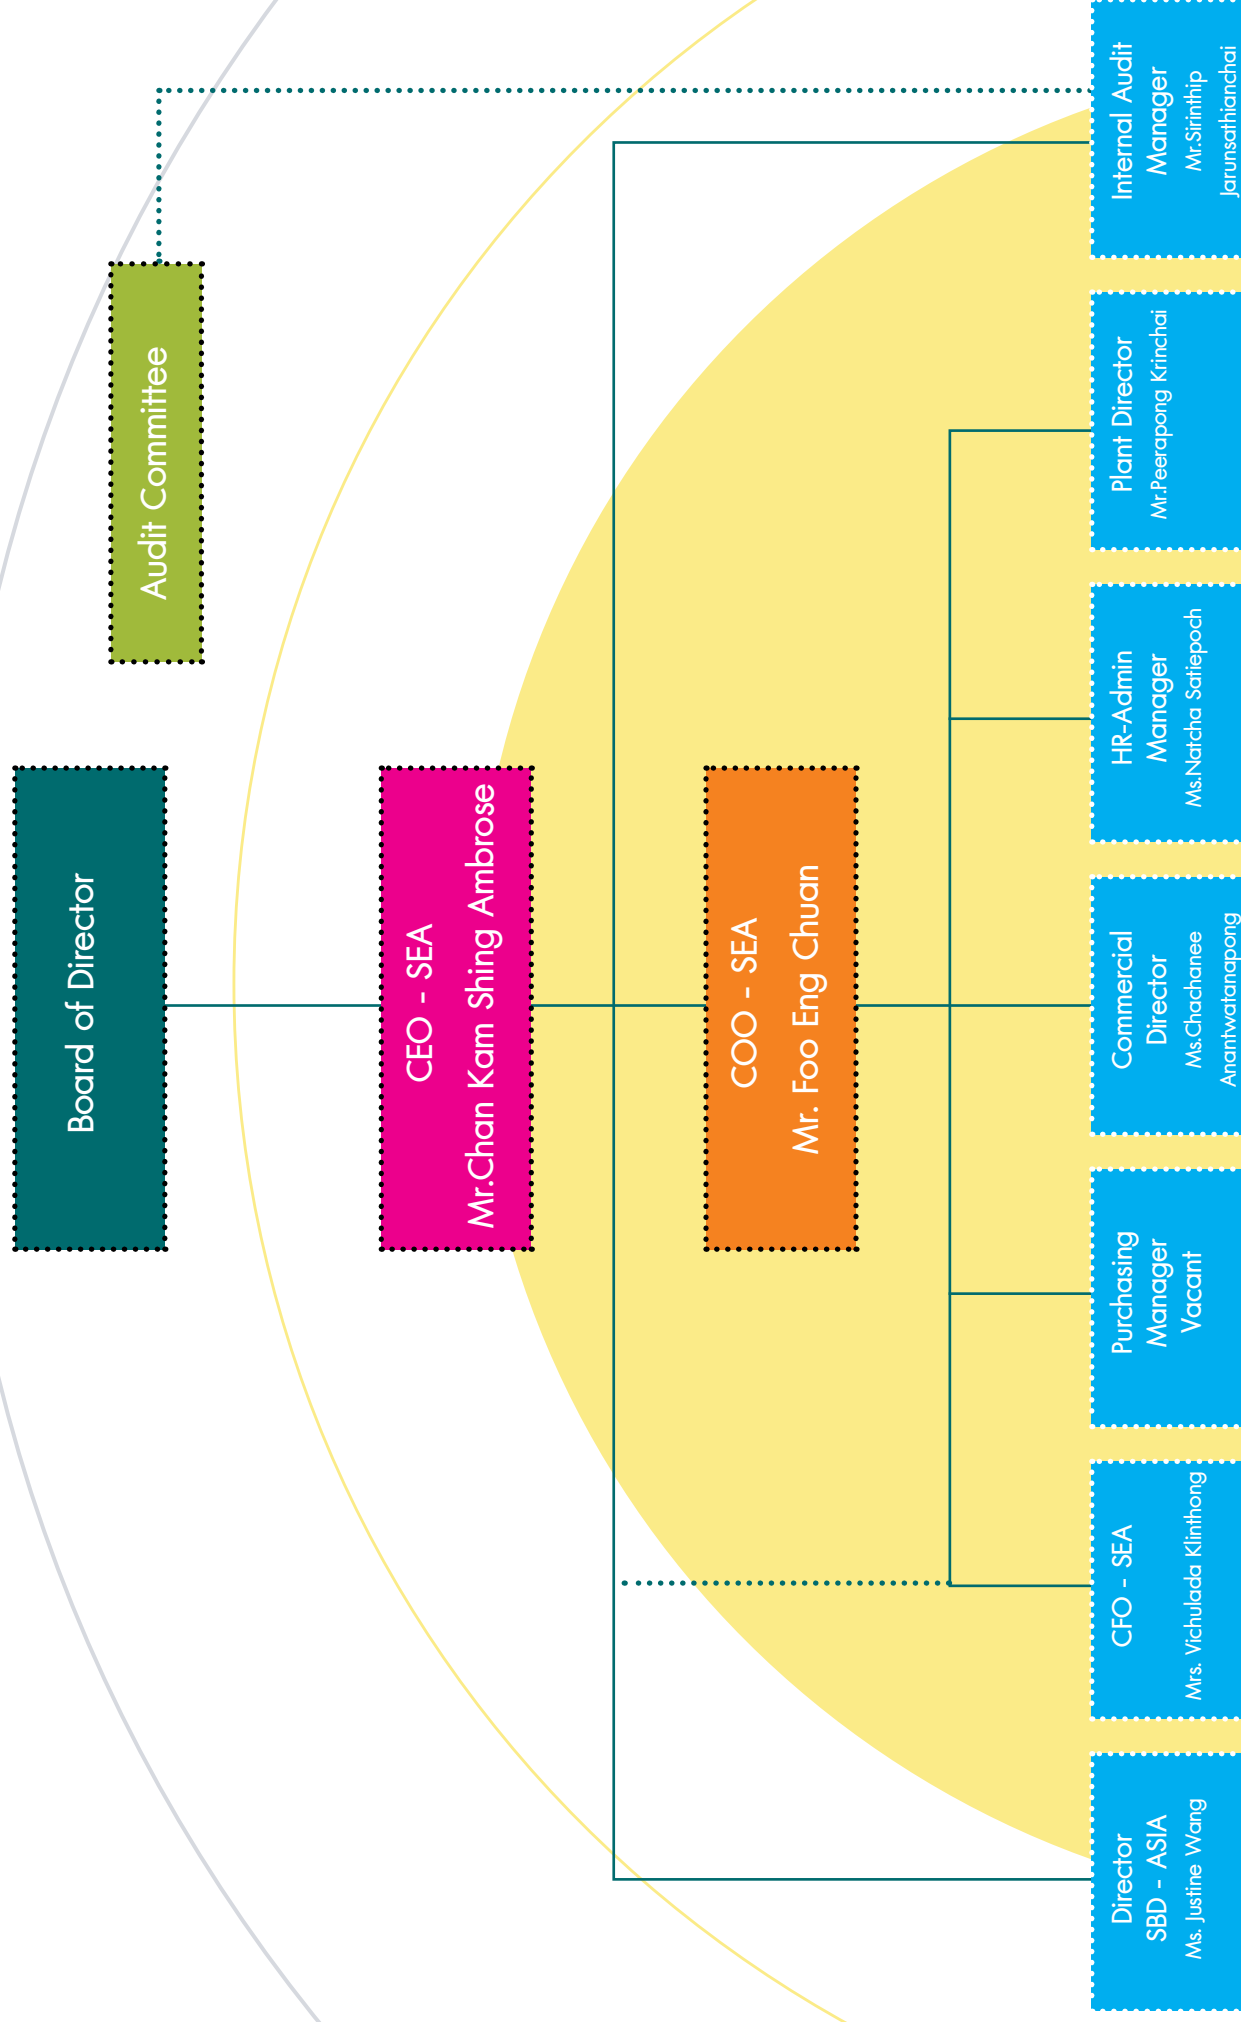 Board of Director
Audit Committee
CEO - SEA
Mr.Chan Kam Shing Ambrose
COO - SEA
Mr. Foo Eng Chuan
Director
SBD - ASIA
Ms. Justine Wang
CFO - SEA
Mrs. Vichulada Klinthong
Purchasing
Manager
Vacant
Commercial
Director
Ms.Chachanee
Anantwatanapong
HR-Admin
Manager
Ms.Natcha Satiepoch
Plant Director
Mr.Peerapong Krinchai
Internal Audit
Manager
Mr.Sirinthip
Jarunsathianchai